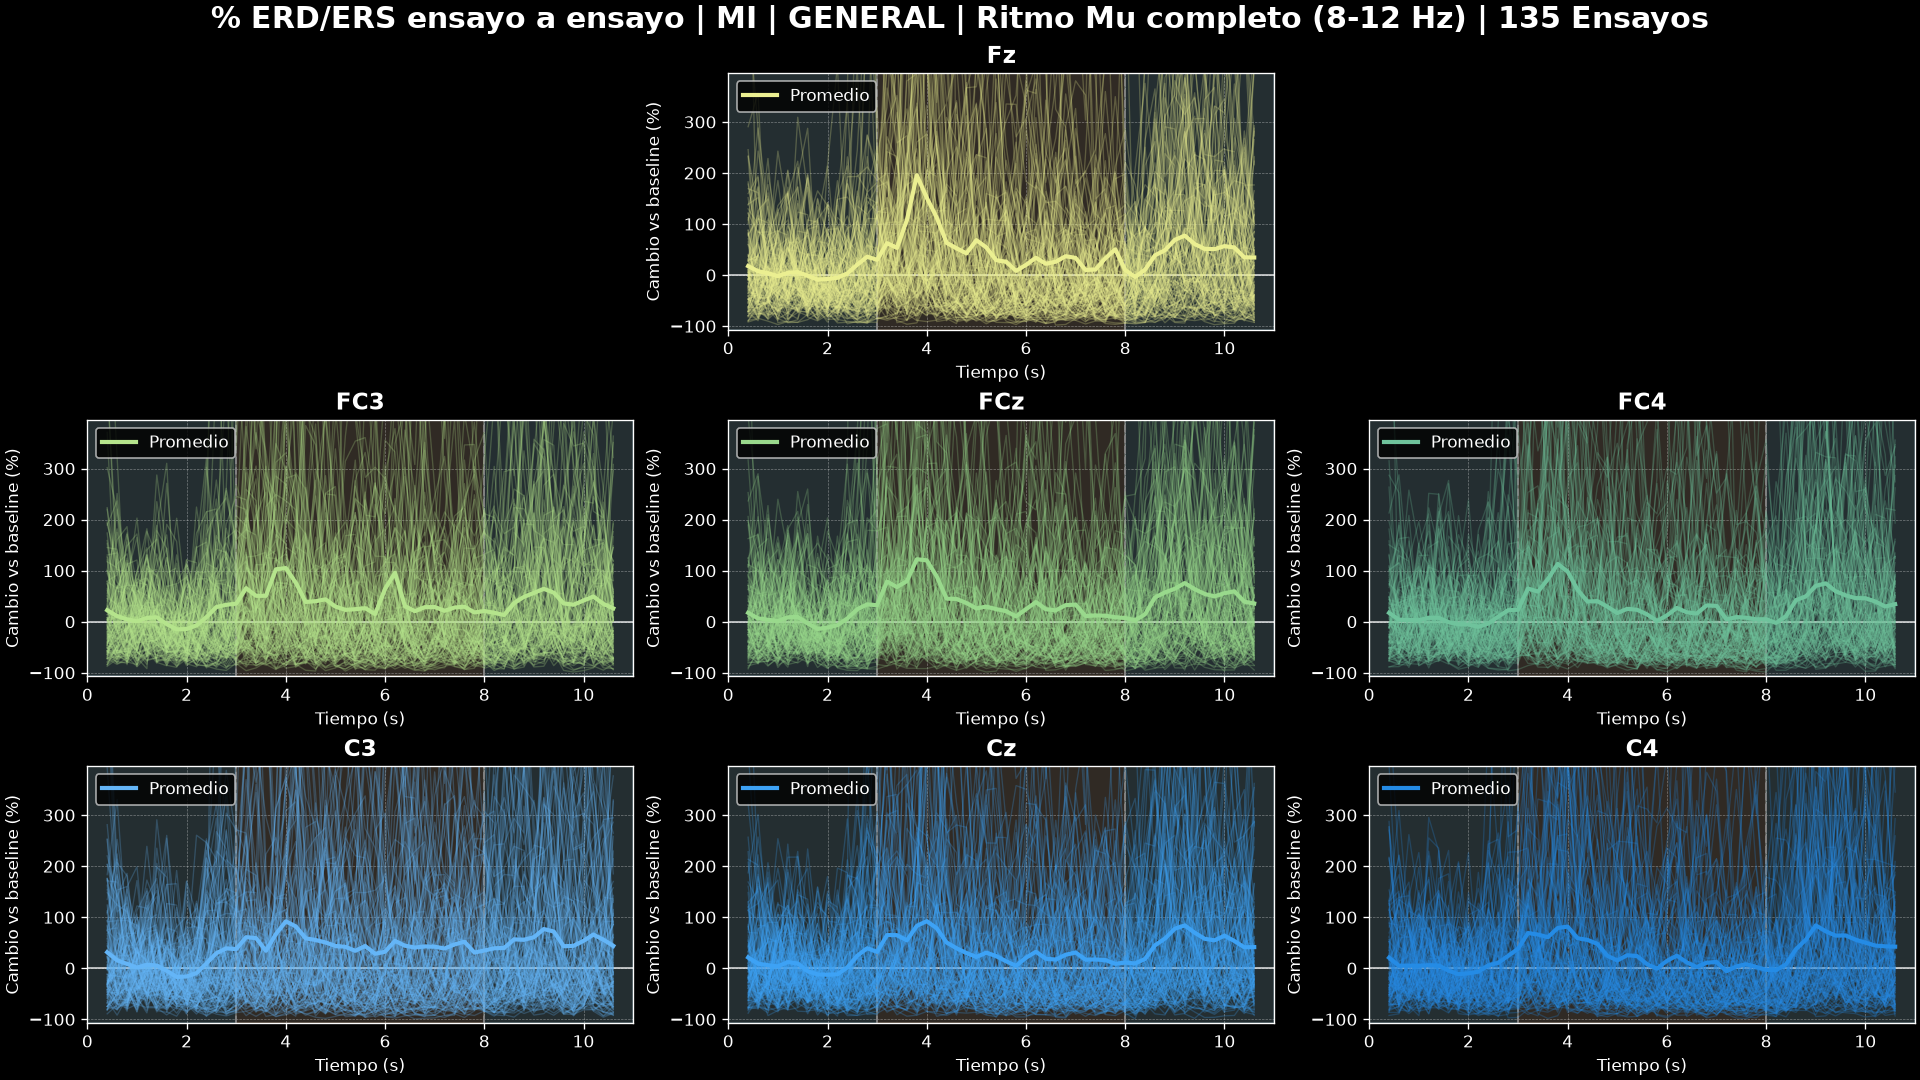 % ERD/ERS ensayo a ensayo | MI | GENERAL | Ritmo Mu completo (8-12 Hz) | 135 Ensayos
Fz
Promedio
Cambio vs baseline (%)
300
200
100
0
−100
0 2 4 6 8 10
Tiempo (s)
FC3
Promedio
Cambio vs baseline (%)
300
200
100
0
−100
0 2 4 6 8 10
Tiempo (s)
FCz
Promedio
Cambio vs baseline (%)
300
200
100
0
−100
0 2 4 6 8 10
Tiempo (s)
FC4
Promedio
Cambio vs baseline (%)
300
200
100
0
−100
0 2 4 6 8 10
Tiempo (s)
C3
Promedio
Cambio vs baseline (%)
300
200
100
0
−100
0 2 4 6 8 10
Tiempo (s)
Cz
Promedio
Cambio vs baseline (%)
300
200
100
0
−100
0 2 4 6 8 10
Tiempo (s)
C4
Promedio
Cambio vs baseline (%)
300
200
100
0
−100
0 2 4 6 8 10
Tiempo (s)